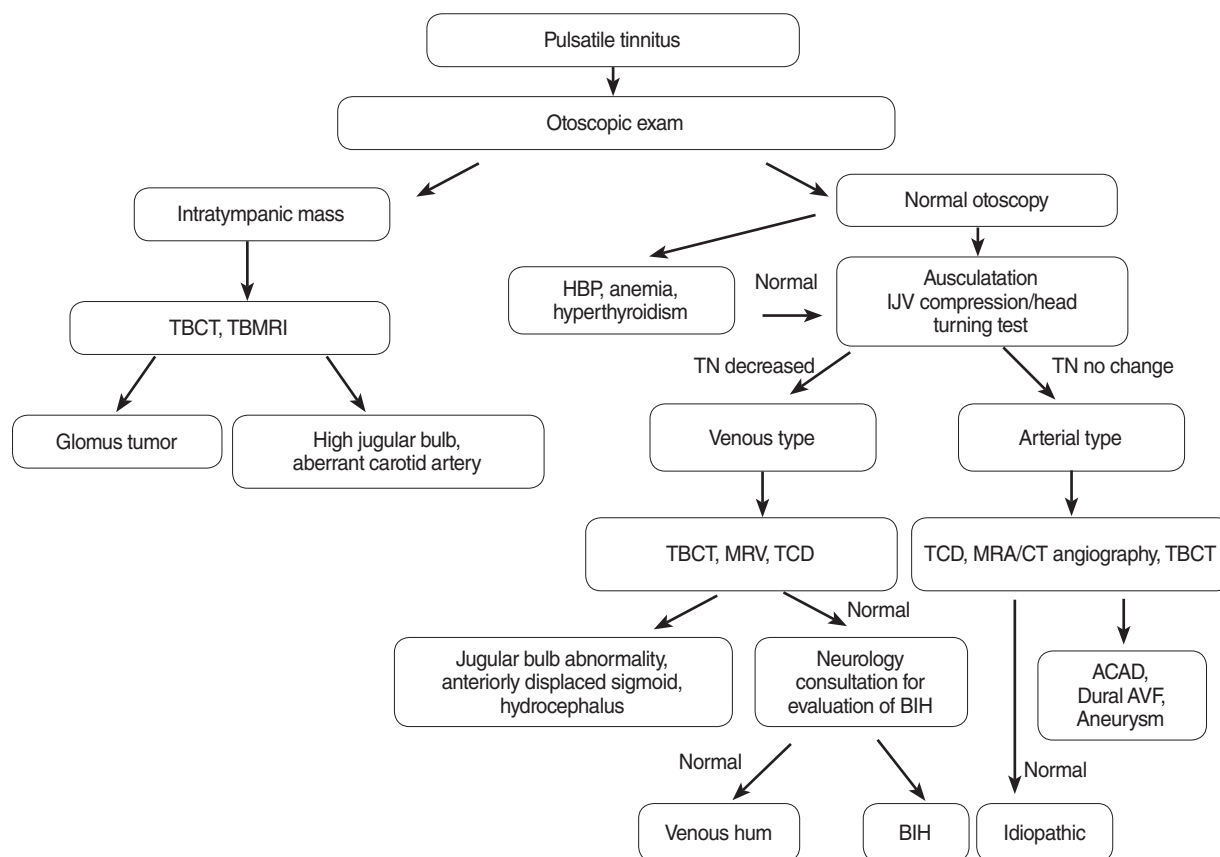 Pulsatile tinnitus
Otoscopic exam
Intratympanic mass
Normal otoscopy
HBP, anemia,
hyperthyroidism
Normal
Ausculatation
IJV compression/head
turning test
TBCT, TBMRI
TN decreased
TN no change
Glomus tumor
High jugular bulb,
aberrant carotid artery
Venous type
Arterial type
TBCT, MRV, TCD
TCD, MRA/CT angiography, TBCT
Normal
Jugular bulb abnormality,
anteriorly displaced sigmoid,
hydrocephalus
Neurology
consultation for
evaluation of BIH
ACAD,
Dural AVF,
Aneurysm
Normal
Normal
Venous hum
BIH
Idiopathic